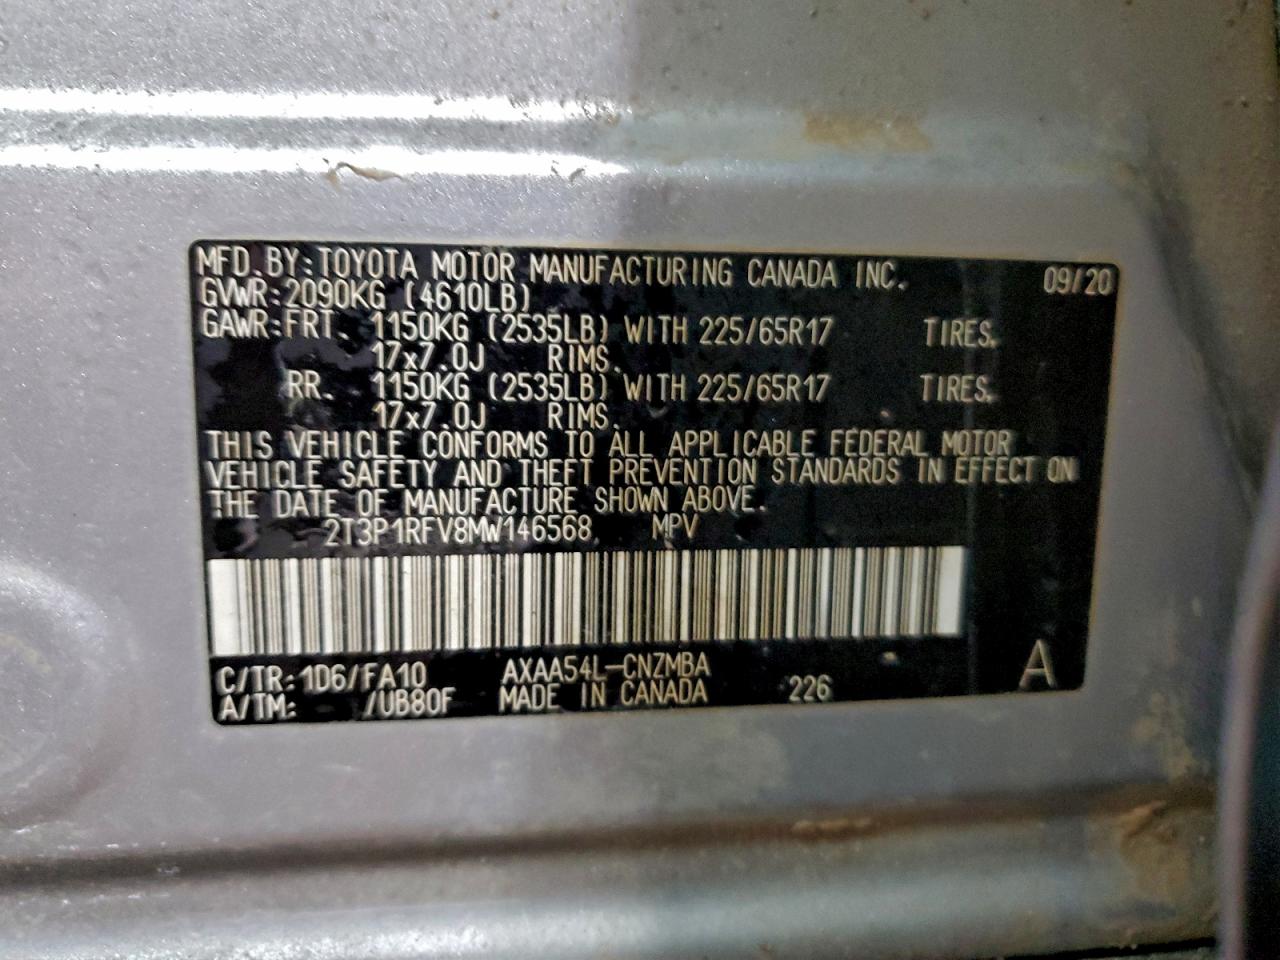 MFD. BY: TOYOTA MOTOR MANUFACTURING CANADA INC. 09/20
GVWR: 2090KG (4610LB)
GAWR: FRT. 1150KG (2535LB) WITH 225/65R17 TIRES.
17x7.0J RIMS.
RR. 1150KG (2535LB) WITH 225/65R17 TIRES.
17x7.0J RIMS.
THIS VEHICLE CONFORMS TO ALL APPLICABLE FEDERAL MOTOR
VEHICLE SAFETY AND THEFT PREVENTION STANDARDS IN EFFECT ON
THE DATE OF MANUFACTURE SHOWN ABOVE.
2T3P1RFV8MW146568 MPV
C/TR: 1D6/FA10 AXAA54L-CNZMBA
A/TM: /UB80F MADE IN CANADA 226 A